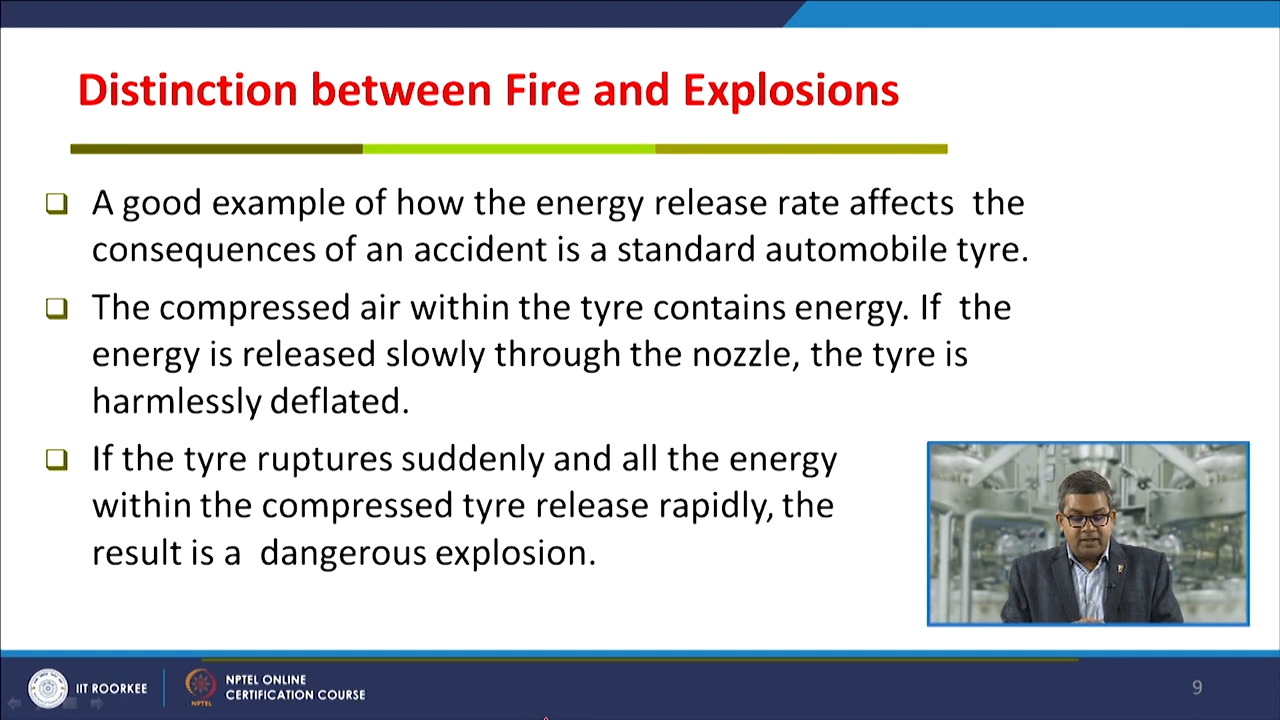 Distinction between Fire and Explosions
A good example of how the energy release rate affects the
consequences of an accident is a standard automobile tyre.
The compressed air within the tyre contains energy. If the
energy is released slowly through the nozzle, the tyre is
harmlessly deflated.
If the tyre ruptures suddenly and all the energy
within the compressed tyre release rapidly, the
result is a dangerous explosion.
IIT ROORKEE
NPTEL
NPTEL ONLINE
CERTIFICATION COURSE
9